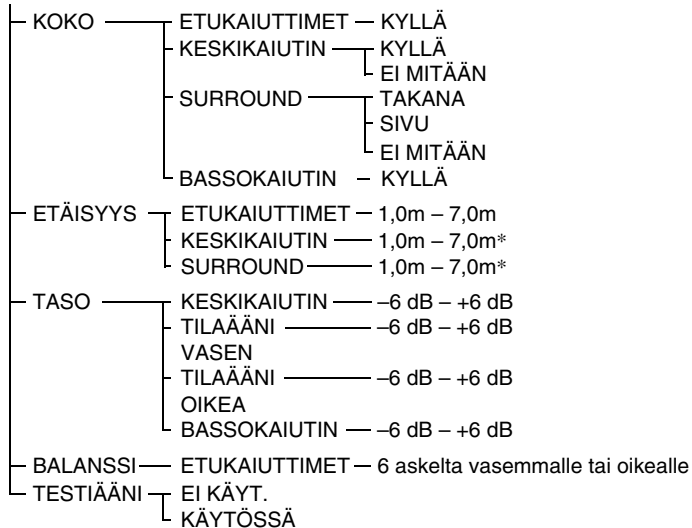 KOKO ETUKAIUTTIMET KYLLÄ
KESKIKAIUTIN KYLLÄ
EI MITÄÄN
SURROUND TAKANA
SIVU
EI MITÄÄN
BASSOKAIUTIN KYLLÄ
ETÄISYYS ETUKAIUTTIMET 1,0m – 7,0m
KESKIKAIUTIN 1,0m – 7,0m*
SURROUND 1,0m – 7,0m*
TASO KESKIKAIUTIN –6 dB – +6 dB
TILAÄÄNI –6 dB – +6 dB
VASEN
TILAÄÄNI –6 dB – +6 dB
OIKEA
BASSOKAIUTIN –6 dB – +6 dB
BALANSSI ETUKAIUTTIMET 6 askelta vasemmalle tai oikealle
TESTIÄÄNI EI KÄYT.
KÄYTÖSSÄ